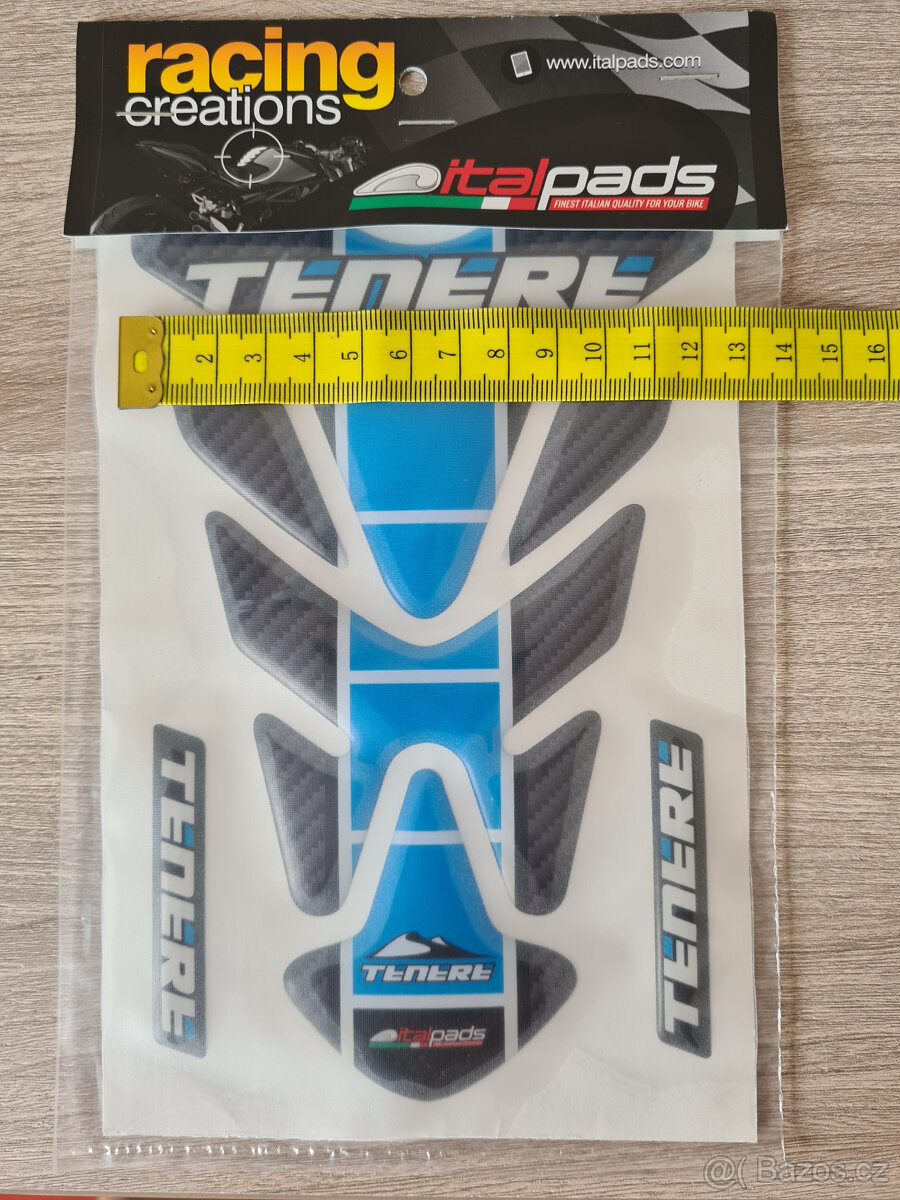 racing
creations
www.italpads.com
italpads
FINEST ITALIAN QUALITY FOR YOUR BIKE
TENERE
2 3 4 5 6 7 8 9 10 11 12 13 14 15 16
TENERE
TENERE
TENERE
italpads
@( Bazos.cz